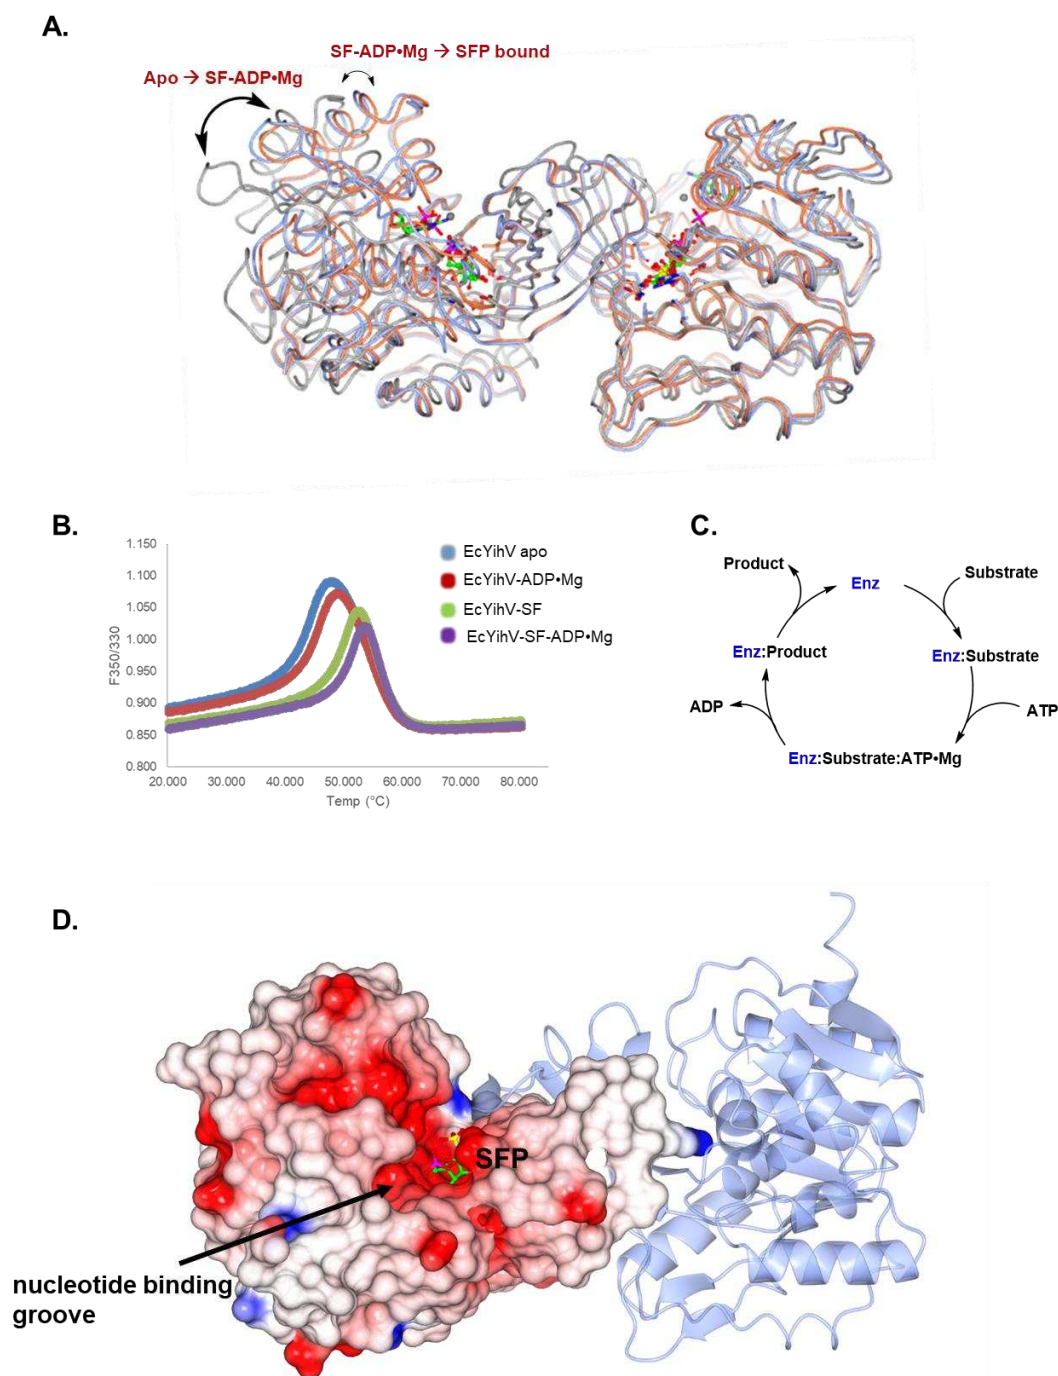 A.
SF-ADP•Mg → SFP bound
Apo → SF-ADP•Mg
B.
F350/330
1.150
1.100
1.050
1.000
0.950
0.900
0.850
0.800
20.000 30.000 40.000 50.000 60.000 70.000 80.000
Temp (°C)
EcYihV apo
EcYihV-ADP•Mg
EcYihV-SF
EcYihV-SF-ADP•Mg
C.
Product
Enz
Substrate
Enz:Product
Enz:Substrate
ADP
ATP
Enz:Substrate:ATP•Mg
D.
SFP
nucleotide binding
groove